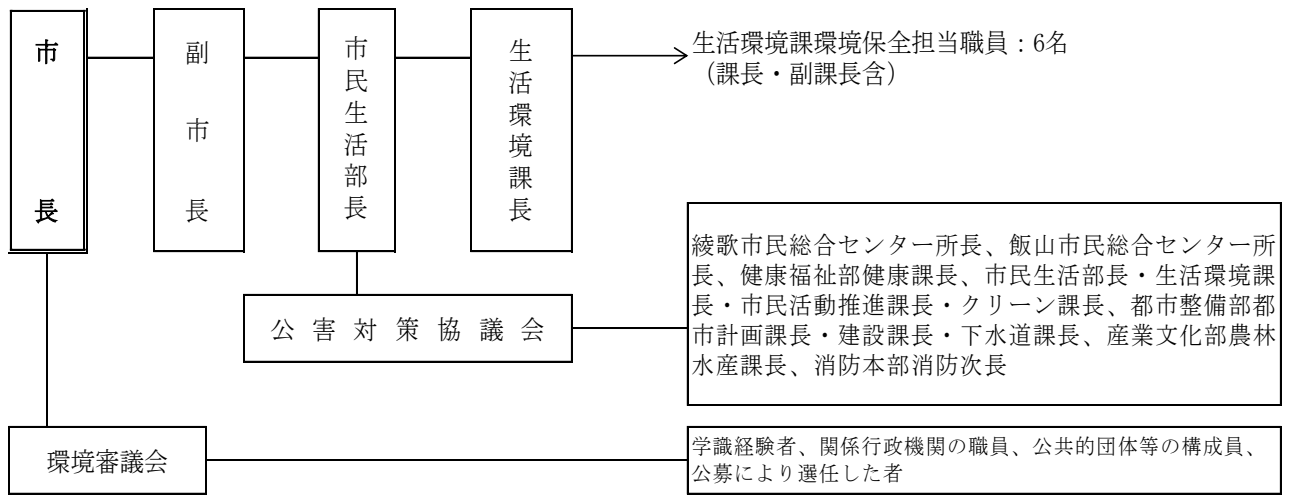 市長
副市長
市民生活部長
生活環境課長
生活環境課環境保全担当職員：6名
（課長・副課長含）
公害対策協議会
綾歌市民総合センター所長、飯山市民総合センター所
長、健康福祉部健康課長、市民生活部長・生活環境課
長・市民活動推進課長・クリーン課長、都市整備部都
市計画課長・建設課長・下水道課長、産業文化部農林
水産課長、消防本部消防次長
環境審議会
学識経験者、関係行政機関の職員、公共的団体等の構成員、
公募により選任した者